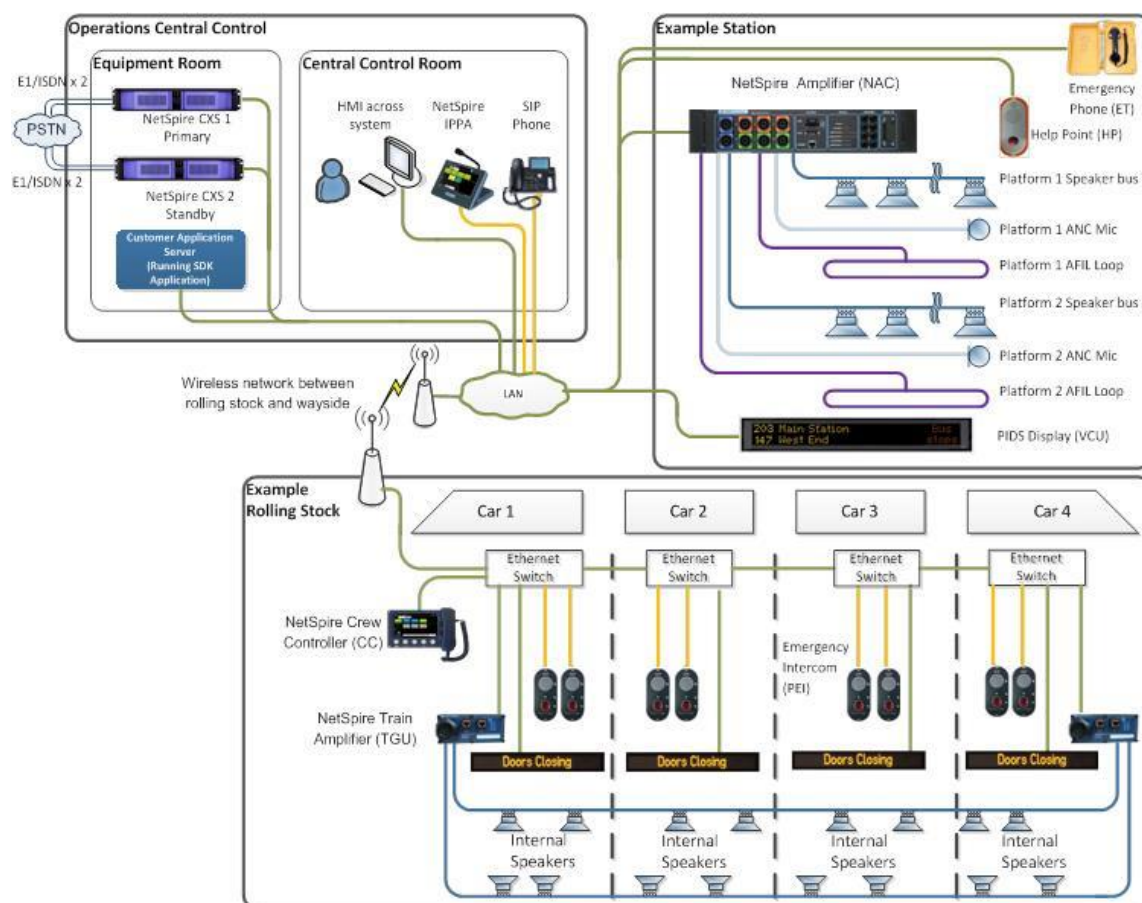 Operations Central Control
Equipment Room
E1/ISDN x 2
PSTN
NetSpire CXS 1
Primary
E1/ISDN x 2
NetSpire CXS 2
Standby
Customer Application
Server
(Running SDK
Application)
Central Control Room
HMI across
system
NetSpire
IPPA
SIP
Phone
Example Station
NetSpire Amplifier (NAC)
Emergency
Phone (ET)
Help Point (HP)
Platform 1 Speaker bus
Platform 1 ANC Mic
Platform 1 AFIL Loop
Platform 2 Speaker bus
Platform 2 ANC Mic
Platform 2 AFIL Loop
203 Main Station Bus
147 West End stops
PIDS Display (VCU)
Wireless network between
rolling stock and wayside
LAN
Example
Rolling Stock
Car 1
Car 2
Car 3
Car 4
Ethernet
Switch
Ethernet
Switch
Ethernet
Switch
Ethernet
Switch
NetSpire Crew
Controller (CC)
Emergency
Intercom
(PEI)
NetSpire Train
Amplifier (TGU)
Doors Closing
Doors Closing
Doors Closing
Doors Closing
Internal
Speakers
Internal
Speakers
Internal
Speakers
Internal
Speakers